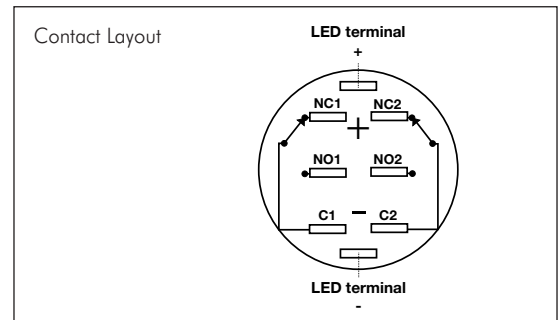 Contact Layout
LED terminal
+
NC1 NC2
+
NO1 NO2
C1 – C2
LED terminal
-